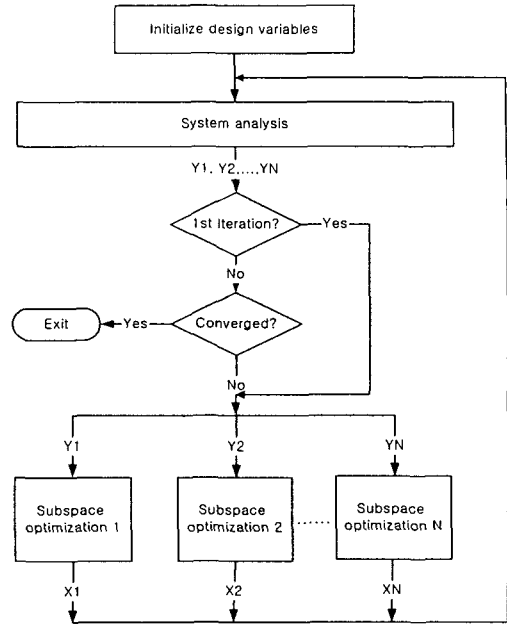 Initialize design variables
System analysis
Y1, Y2.....YN
1st Iteration?
Yes
No
Exit
Yes
Converged?
No
Y1
Y2
YN
Subspace
optimization 1
Subspace
optimization 2
......
Subspace
optimization N
X1
X2
XN